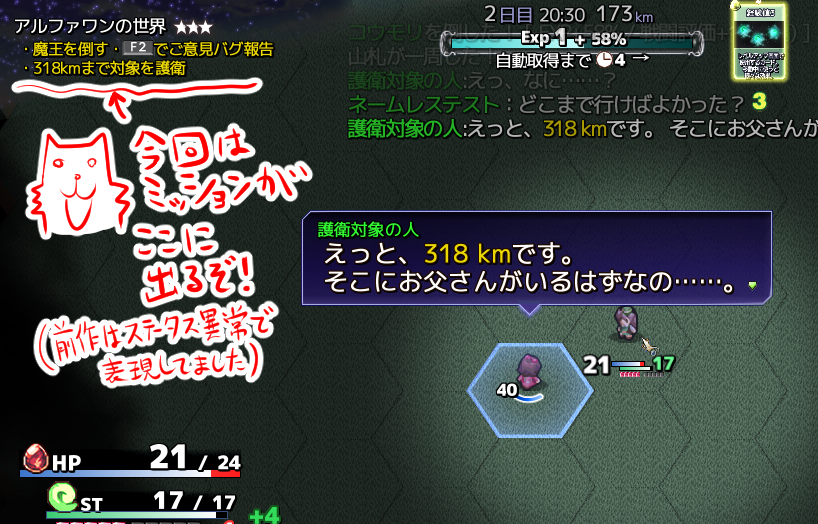 アルファワンの世界 ★★★
・魔王を倒す・F2でご意見バグ報告
・318kmまで対象を護衛
2日目 20:30 173km
Exp 1 + 58%
自動取得まで 4 →
山札が一周した
護衛対象の人:えっ なに……?
ネームレステスト:どこまで行けばよかった?
3
護衛対象の人:えっと、318 kmです。 そこにお父さんが
今回は
ミッションが
ここに
出るぞ!
(前作はステータス異常で
表現してました)
護衛対象の人
えっと、318 kmです。
そこにお父さんがいるはずなの……。
21 17
40
HP 21 / 24
ST 17 / 17
+4